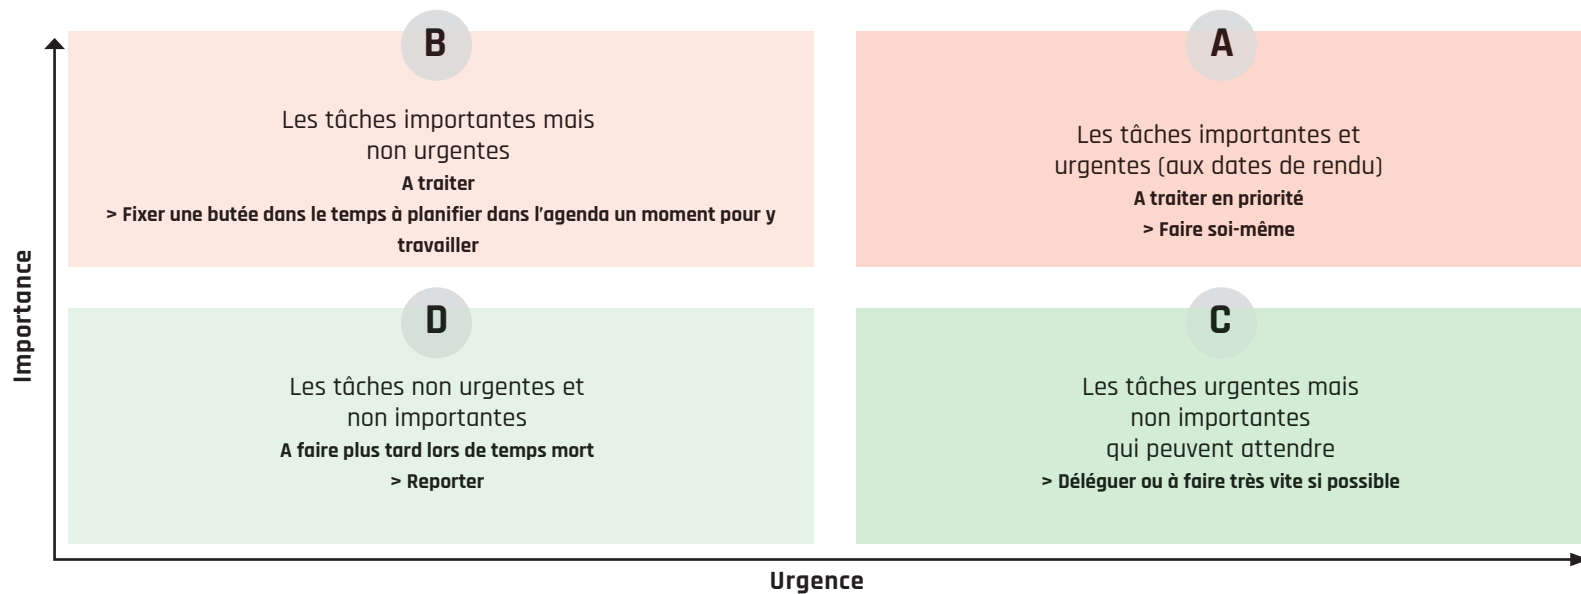 B
Les tâches importantes mais
non urgentes
A traiter
> Fixer une butée dans le temps à planifier dans l'agenda un moment pour y
travailler
A
Les tâches importantes et
urgentes (aux dates de rendu)
A traiter en priorité
> Faire soi-même
D
Les tâches non urgentes et
non importantes
A faire plus tard lors de temps mort
> Reporter
C
Les tâches urgentes mais
non importantes
qui peuvent attendre
> Déléguer ou à faire très vite si possible
Importance
Urgence